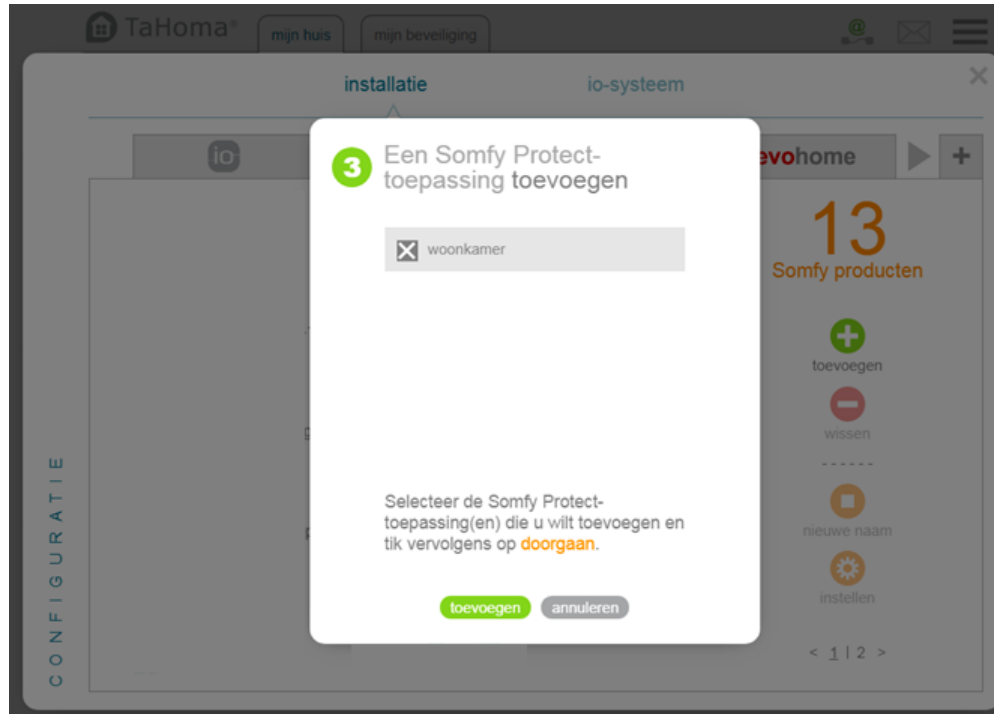 TaHoma®
mijn huis
mijn beveiliging
@
installatie
io-systeem
io
evohome
3
Een Somfy Protect-
toepassing toevoegen
woonkamer
13
Somfy producten
toevoegen
wissen
------
nieuwe naam
instellen
< 1 | 2 >
Selecteer de Somfy Protect-
toepassing(en) die u wilt toevoegen en
tik vervolgens op doorgaan.
toevoegen
annuleren
CONFIGURATIE